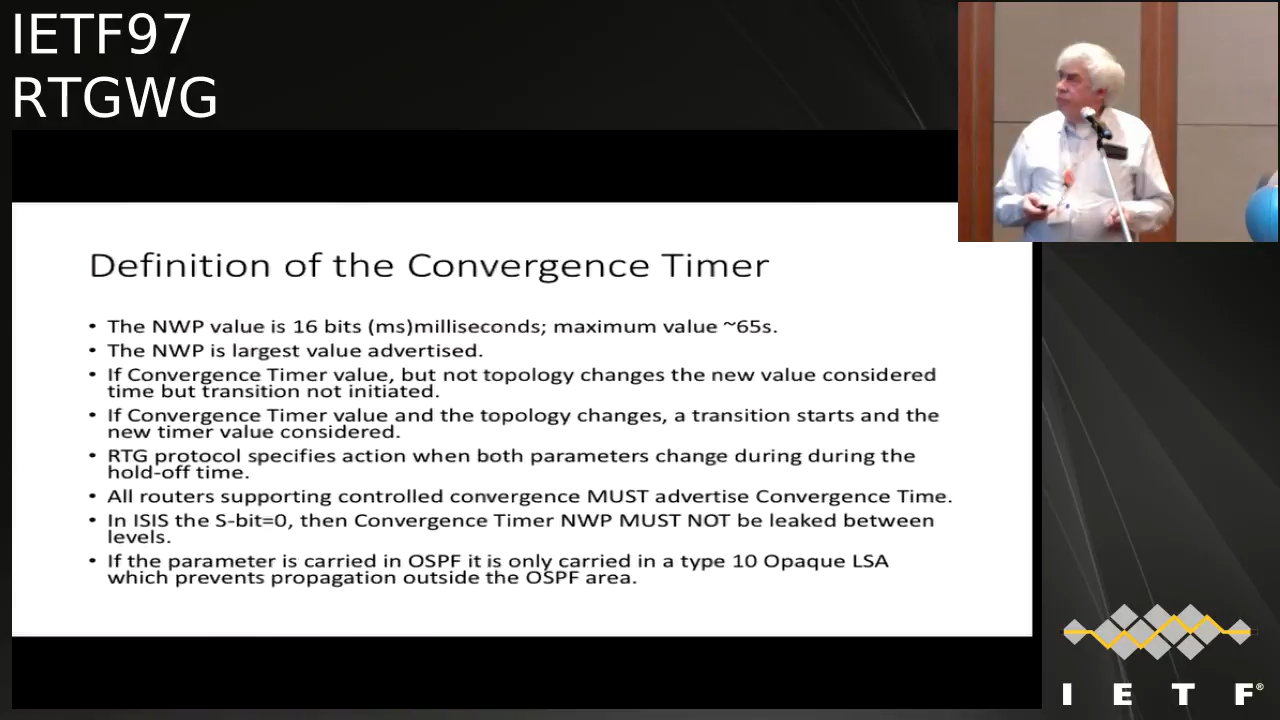 IETF97
RTGWG
Definition of the Convergence Timer
• The NWP value is 16 bits (ms)milliseconds; maximum value ~65s.
• The NWP is largest value advertised.
• If Convergence Timer value, but not topology changes the new value considered
time but transition not initiated.
• If Convergence Timer value and the topology changes, a transition starts and the
new timer value considered.
• RTG protocol specifies action when both parameters change during during the
hold-off time.
• All routers supporting controlled convergence MUST advertise Convergence Time.
• In ISIS the S-bit=0, then Convergence Timer NWP MUST NOT be leaked between
levels.
• If the parameter is carried in OSPF it is only carried in a type 10 Opaque LSA
which prevents propagation outside the OSPF area.
I E T F®